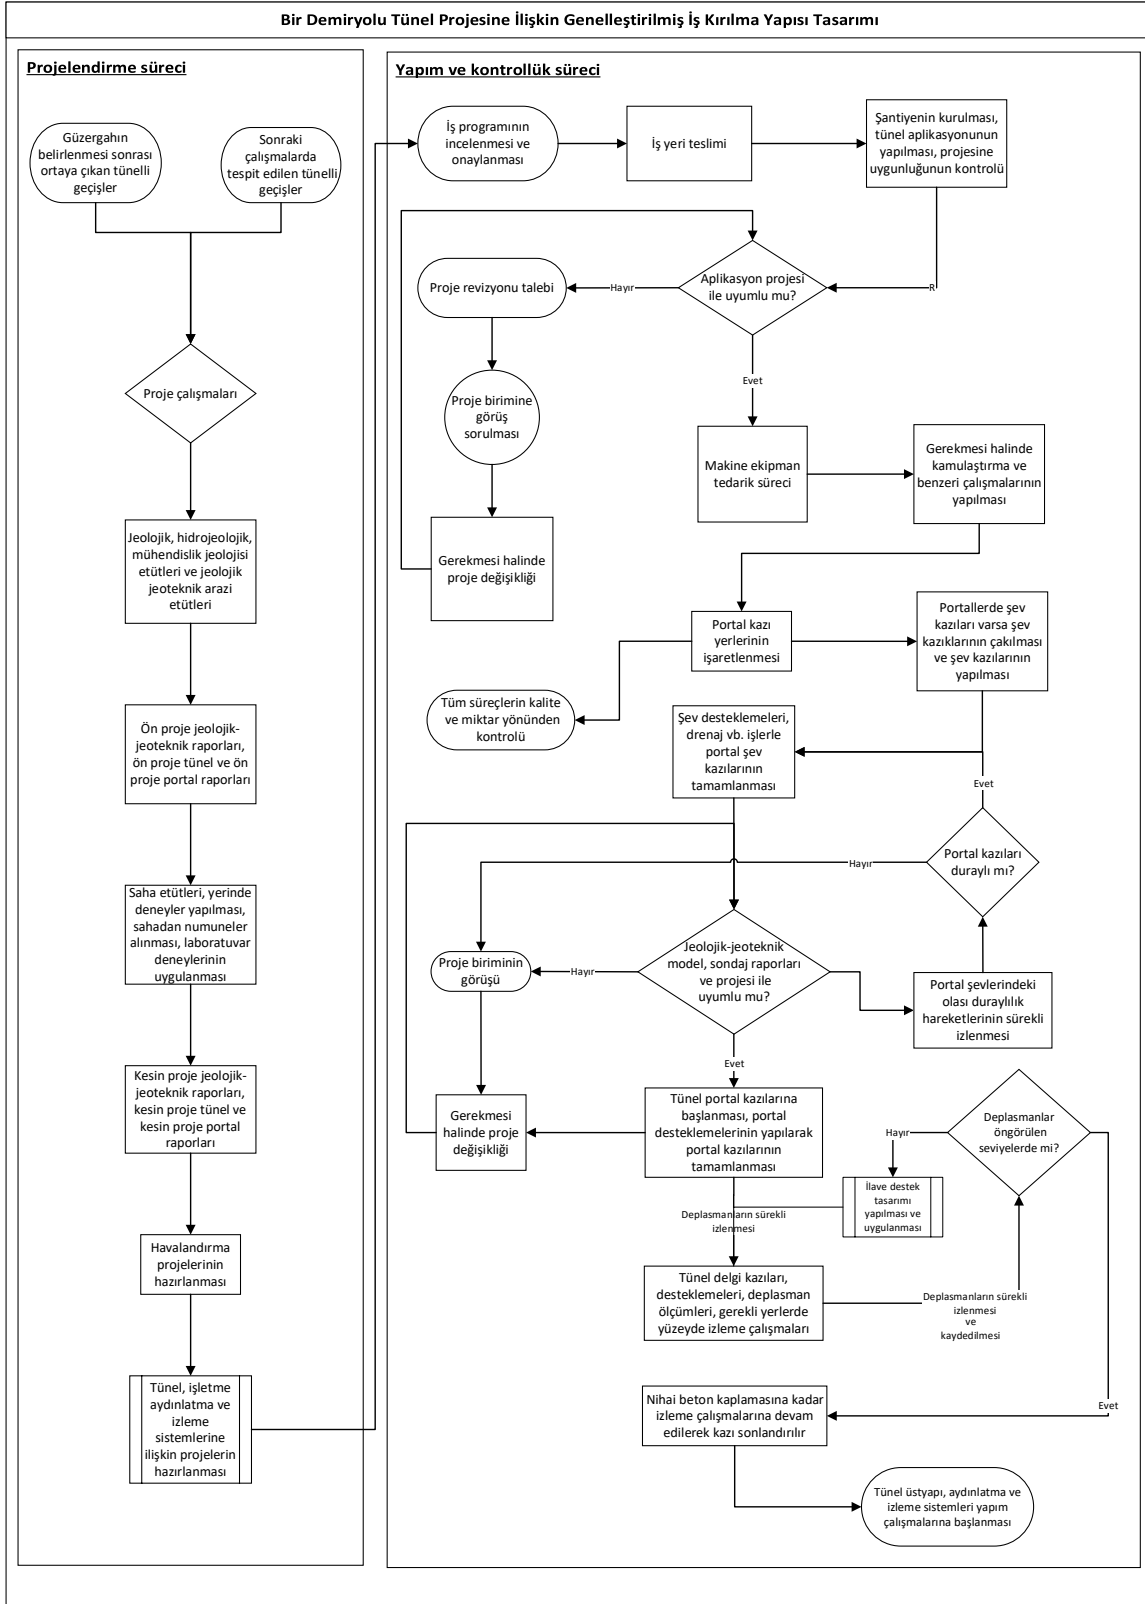 Bir Demiryolu Tünel Projesine İlişkin Genelleştirilmiş İş Kırılma Yapısı Tasarımı
Projelendirme süreci
Güzergahın
belirlenmesi sonrası
ortaya çıkan tünelli
geçişler
Sonraki
çalışmalarda
tespit edilen tünelli
geçişler
Proje çalışmaları
Jeolojik, hidrojeolojik,
mühendislik jeolojisi
etütleri ve jeolojik
jeoteknik arazi
etütleri
Ön proje jeolojik-
jeoteknik raporları,
ön proje tünel ve ön
proje portal raporları
Saha etütleri, yerinde
deneyler yapılması,
sahadan numuneler
alınması, laboratuvar
deneylerinin
uygulanması
Kesin proje jeolojik-
jeoteknik raporları,
kesin proje tünel ve
kesin proje portal
raporları
Havalandırma
projelerinin
hazırlanması
Tünel, işletme
aydınlatma ve
izleme
sistemlerine
ilişkin projelerin
hazırlanması
Yapım ve kontrollük süreci
İş programının
incelenmesi ve
onaylanması
İş yeri teslimi
Şantiyenin kurulması,
tünel aplikasyonunun
yapılması, projesine
uygunluğunun kontrolü
R
Aplikasyon projesi
ile uyumlu mu?
Hayır
Proje revizyonu talebi
Proje birimine
görüş
sorulması
Gerekmesi halinde
proje değişikliği
Evet
Makine ekipman
tedarik süreci
Gerekmesi halinde
kamulaştırma ve
benzeri çalışmalarının
yapılması
Portal kazı
yerlerinin
işaretlenmesi
Portallerde şev
kazıları varsa şev
kazıklarının çakılması
ve şev kazılarının
yapılması
Tüm süreçlerin kalite
ve miktar yönünden
kontrolü
Şev desteklemeleri,
drenaj vb. işlerle
portal şev
kazılarının
tamamlanması
Evet
Portal kazıları
duraylı mı?
Hayır
Jeolojik-jeoteknik
model, sondaj raporları
ve projesi ile
uyumlu mu?
Hayır
Proje biriminin
görüşü
Portal şevlerindeki
olası duraylılık
hareketlerinin sürekli
izlenmesi
Evet
Tünel portal kazılarına
başlanması, portal
desteklemelerinin yapılarak
portal kazılarının
tamamlanması
Gerekmesi
halinde proje
değişikliği
Deplasmanlar
öngörülen
seviyelerde mi?
Hayır
İlave destek
tasarımı
yapılması ve
uygulanması
Deplasmanların sürekli
izlenmesi
Tünel delgi kazıları,
desteklemeleri, deplasman
ölçümleri, gerekli yerlerde
yüzeyde izleme çalışmaları
Deplasmanların sürekli
izlenmesi
ve
kaydedilmesi
Evet
Nihai beton kaplamasına kadar
izleme çalışmalarına devam
edilerek kazı sonlandırılır
Tünel üstyapı, aydınlatma ve
izleme sistemleri yapım
çalışmalarına başlanması